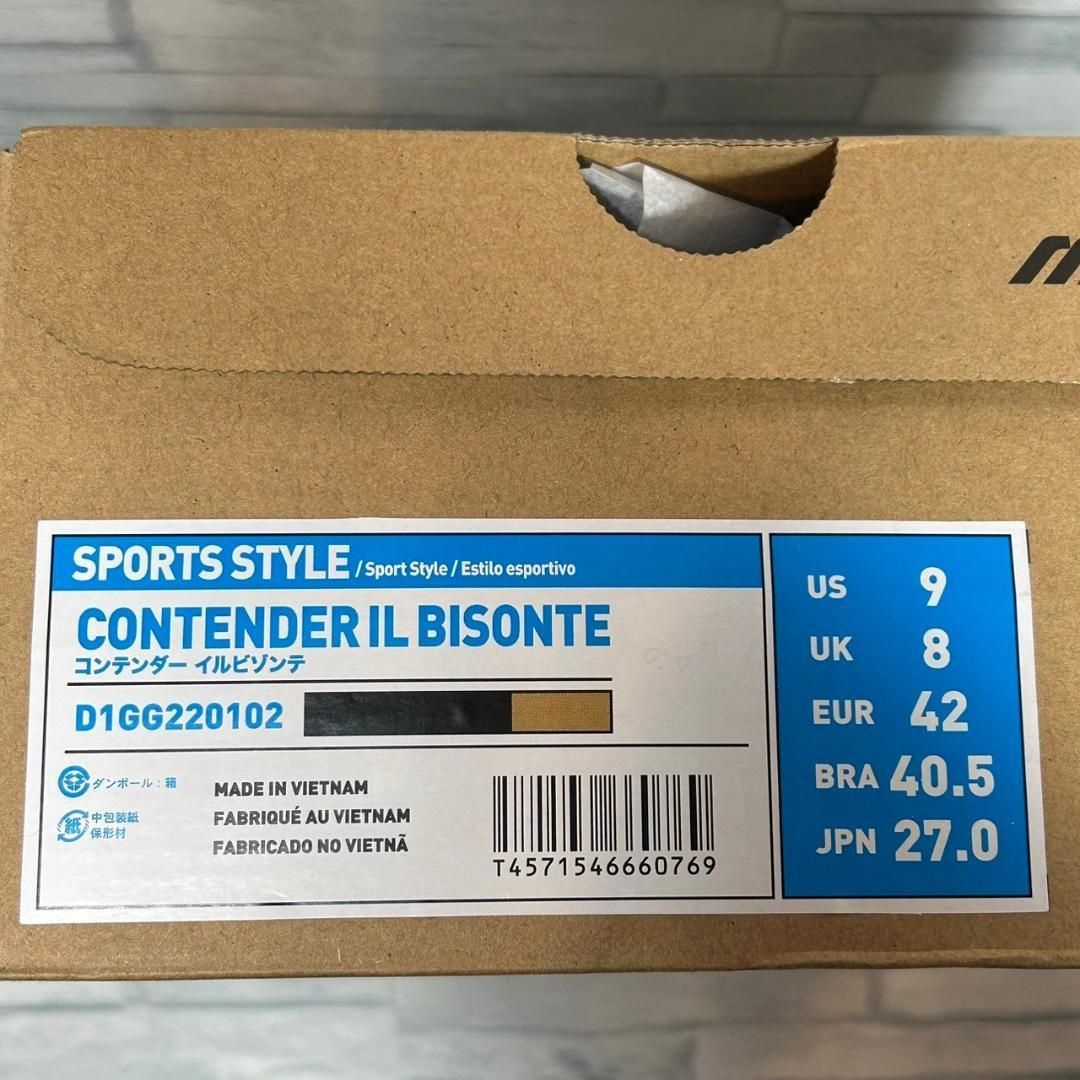 SPORTS STYLE / Sport Style / Estilo esportivo
CONTENDER IL BISONTE
コンテンダー イルビゾンテ
D1GG220102
ダンボール : 箱
紙 中包装紙
保形材
MADE IN VIETNAM
FABRIQUÉ AU VIETNAM
FABRICADO NO VIETNÃ
T4571546660769
US 9
UK 8
EUR 42
BRA 40.5
JPN 27.0